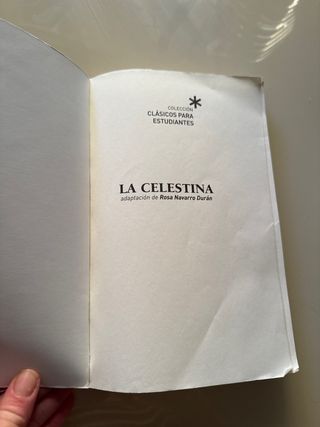 COLECCIÓN
CLÁSICOS PARA
ESTUDIANTES
LA CELESTINA
adaptación de Rosa Navarro Durán